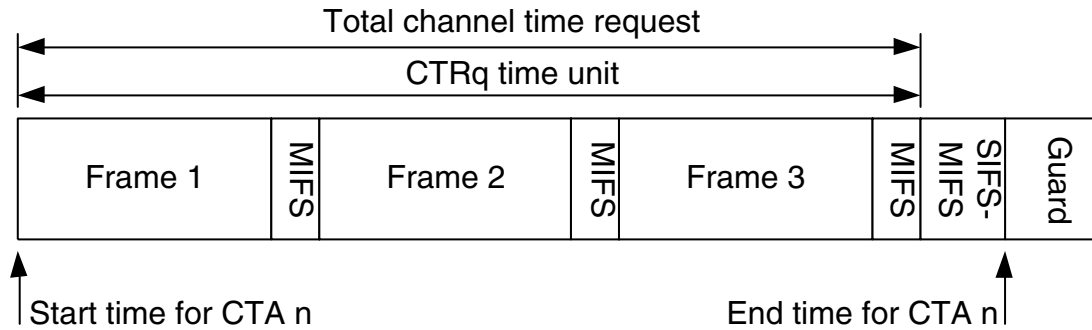 Total channel time request
CTRq time unit
Frame 1
MIFS
Frame 2
MIFS
Frame 3
MIFS
SIFS-
MIFS
Guard
Start time for CTA n
End time for CTA n